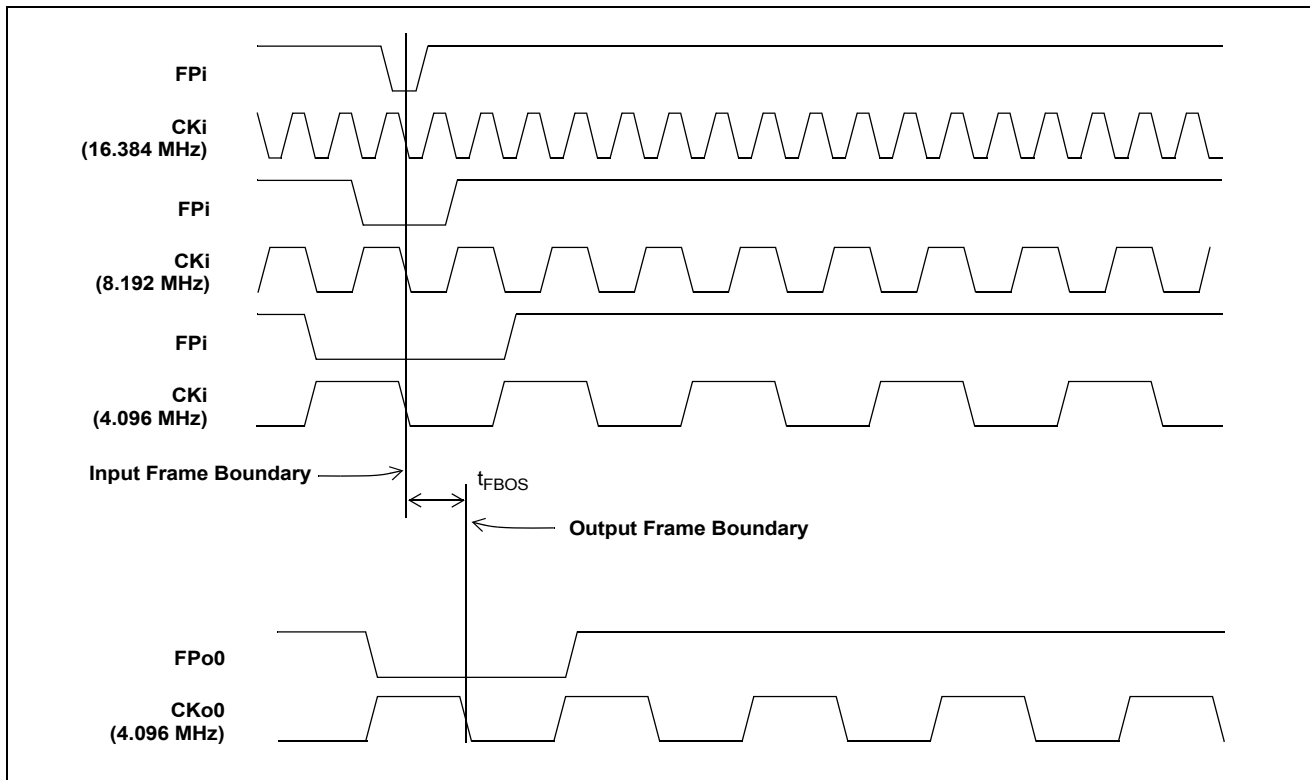 FPi
CKi
(16.384 MHz)
FPi
CKi
(8.192 MHz)
FPi
CKi
(4.096 MHz)
Input Frame Boundary
tFBOS
Output Frame Boundary
FPo0
CKo0
(4.096 MHz)